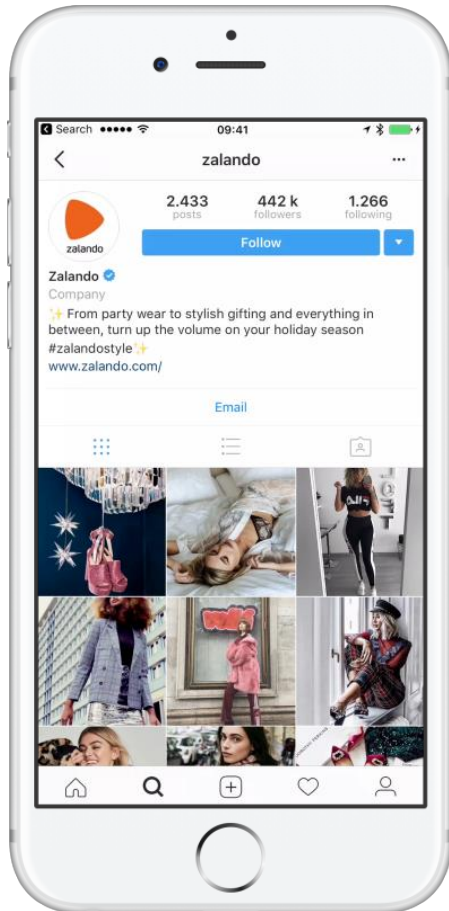 Search
09:41
zalando
2.433
442 k
1.266
posts
followers
following
Follow
zalando
Zalando
Company
✨ From party wear to stylish gifting and everything in
between, turn up the volume on your holiday season
#zalandostyle✨
www.zalando.com/
Email